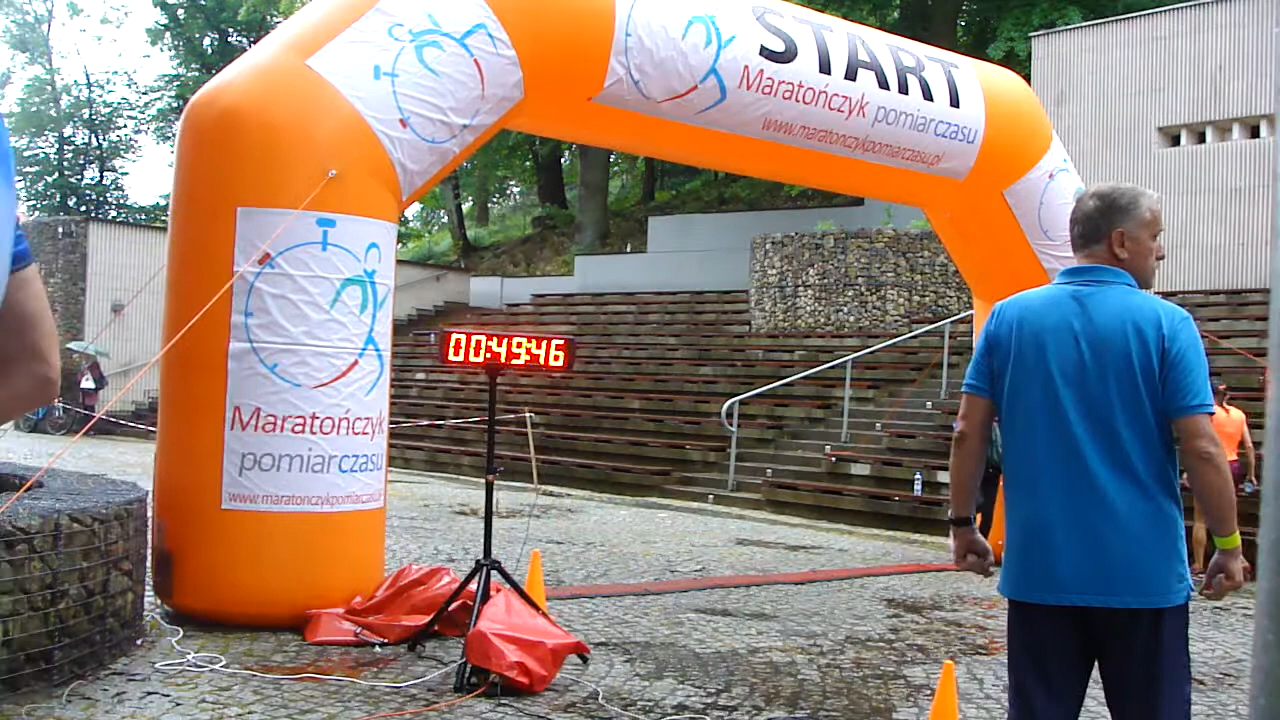 START
Maratończyk pomiarczasu
www.maratonczykpomiarczasu.pl
00:49:46
Maratończyk
pomiarczasu
www.maratonczykpomiarczasu.pl